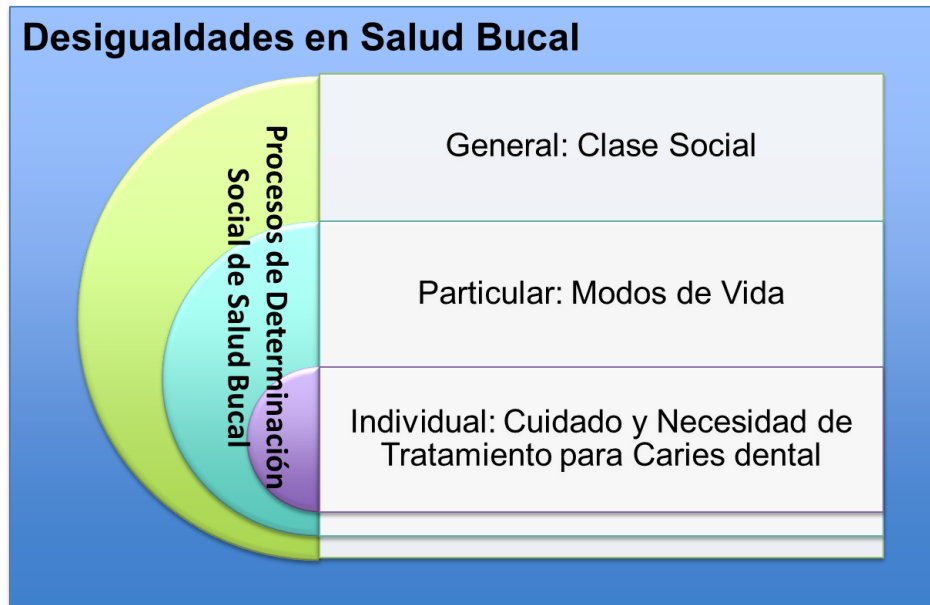 Desigualdades en Salud Bucal
Procesos de Determinación
Social de Salud Bucal
General: Clase Social
Particular: Modos de Vida
Individual: Cuidado y Necesidad de
Tratamiento para Caries dental